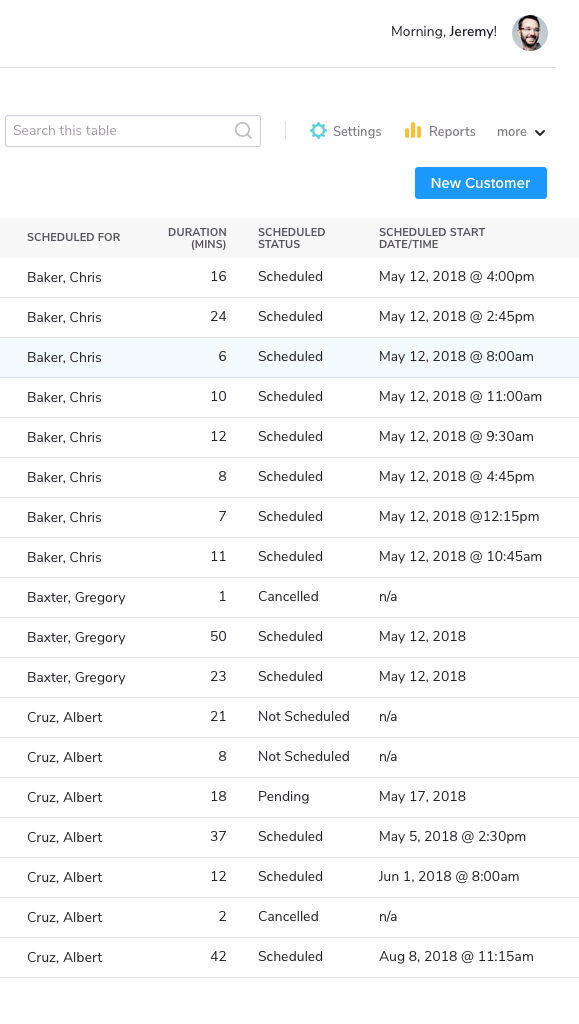 Morning, Jeremy!
Search this table
Settings
Reports
more
New Customer
SCHEDULED FOR
DURATION
(MINS)
SCHEDULED
STATUS
SCHEDULED START
DATE/TIME
Baker, Chris 16 Scheduled May 12, 2018 @ 4:00pm
Baker, Chris 24 Scheduled May 12, 2018 @ 2:45pm
Baker, Chris 6 Scheduled May 12, 2018 @ 8:00am
Baker, Chris 10 Scheduled May 12, 2018 @ 11:00am
Baker, Chris 12 Scheduled May 12, 2018 @ 9:30am
Baker, Chris 8 Scheduled May 12, 2018 @ 4:45pm
Baker, Chris 7 Scheduled May 12, 2018 @12:15pm
Baker, Chris 11 Scheduled May 12, 2018 @ 10:45am
Baxter, Gregory 1 Cancelled n/a
Baxter, Gregory 50 Scheduled May 12, 2018
Baxter, Gregory 23 Scheduled May 12, 2018
Cruz, Albert 21 Not Scheduled n/a
Cruz, Albert 8 Not Scheduled n/a
Cruz, Albert 18 Pending May 17, 2018
Cruz, Albert 37 Scheduled May 5, 2018 @ 2:30pm
Cruz, Albert 12 Scheduled Jun 1, 2018 @ 8:00am
Cruz, Albert 2 Cancelled n/a
Cruz, Albert 42 Scheduled Aug 8, 2018 @ 11:15am